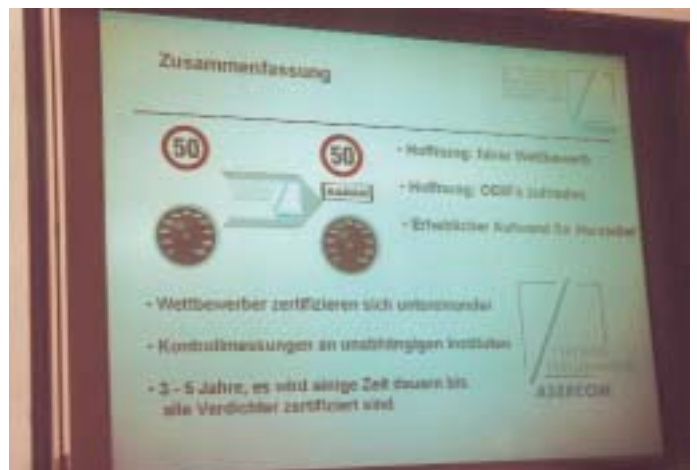 Zusammenfassung
50
50
• Hoffnung: fairer Wettbewerb
• Hoffnung: OEM's zufrieden
• Erheblicher Aufwand für Hersteller
- Wettbewerber zertifizieren sich untereinander
- Kontrollmessungen an unabhängigen Instituten
- 3 - 5 Jahre, es wird einige Zeit dauern bis
alle Verdichter zertifiziert sind
ASERCOM